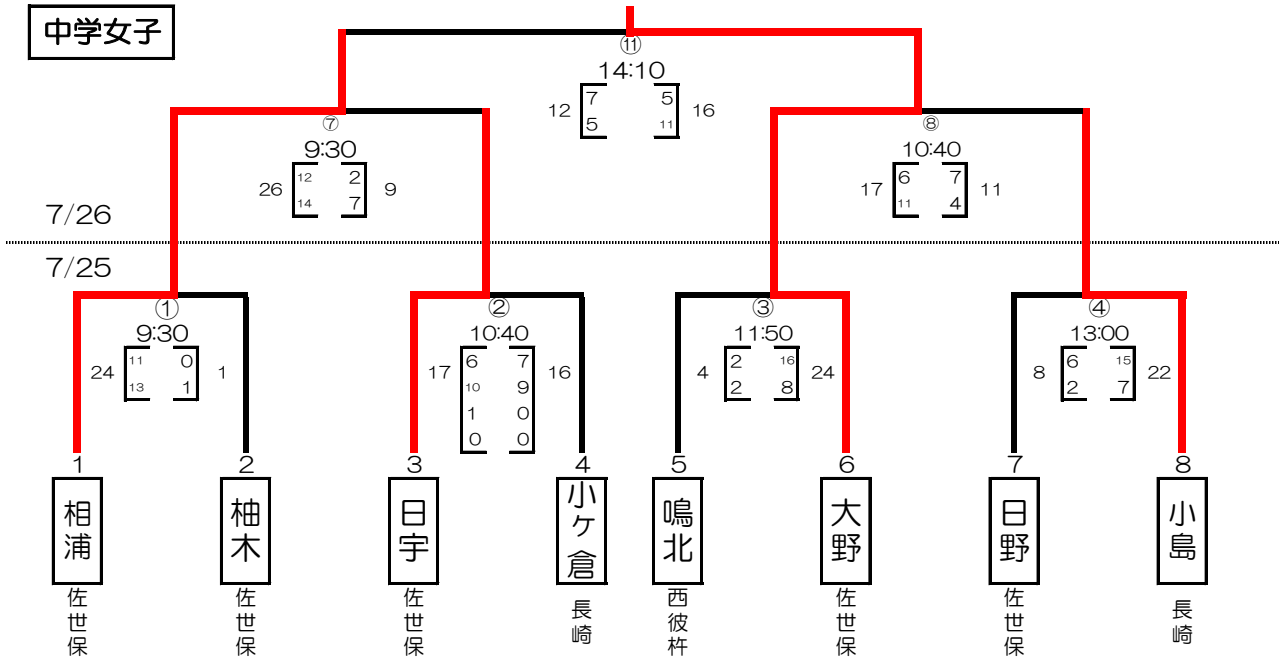 中学女子
⑪
14:10
12 7 5 16
5 11
⑦ ⑧
9:30 10:40
26 12 2 9 17 6 7 11
14 7 11 4
7/26
7/25
① ② ③ ④
9:30 10:40 11:50 13:00
24 11 0 1 17 6 7 16 4 2 16 24 8 6 15 22
13 1 10 9 2 8 2 7
1 0
0 0
1 2 3 4 5 6 7 8
相浦 柚木 日宇 小ヶ倉 鳴北 大野 日野 小島
佐世保 佐世保 佐世保 長崎 西彼杵 佐世保 佐世保 長崎